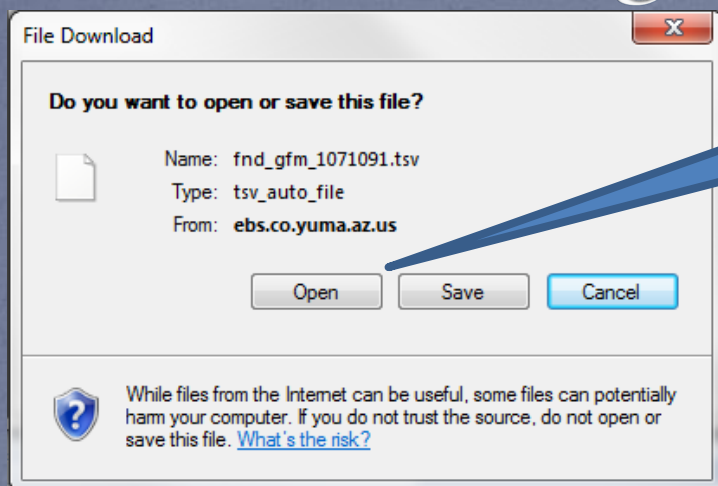 File Download
Do you want to open or save this file?
Name: fnd_gfm_1071091.tsv
Type: tsv_auto_file
From: ebs.co.yuma.az.us
Open Save Cancel
While files from the Internet can be useful, some files can potentially
harm your computer. If you do not trust the source, do not open or
save this file. What's the risk?